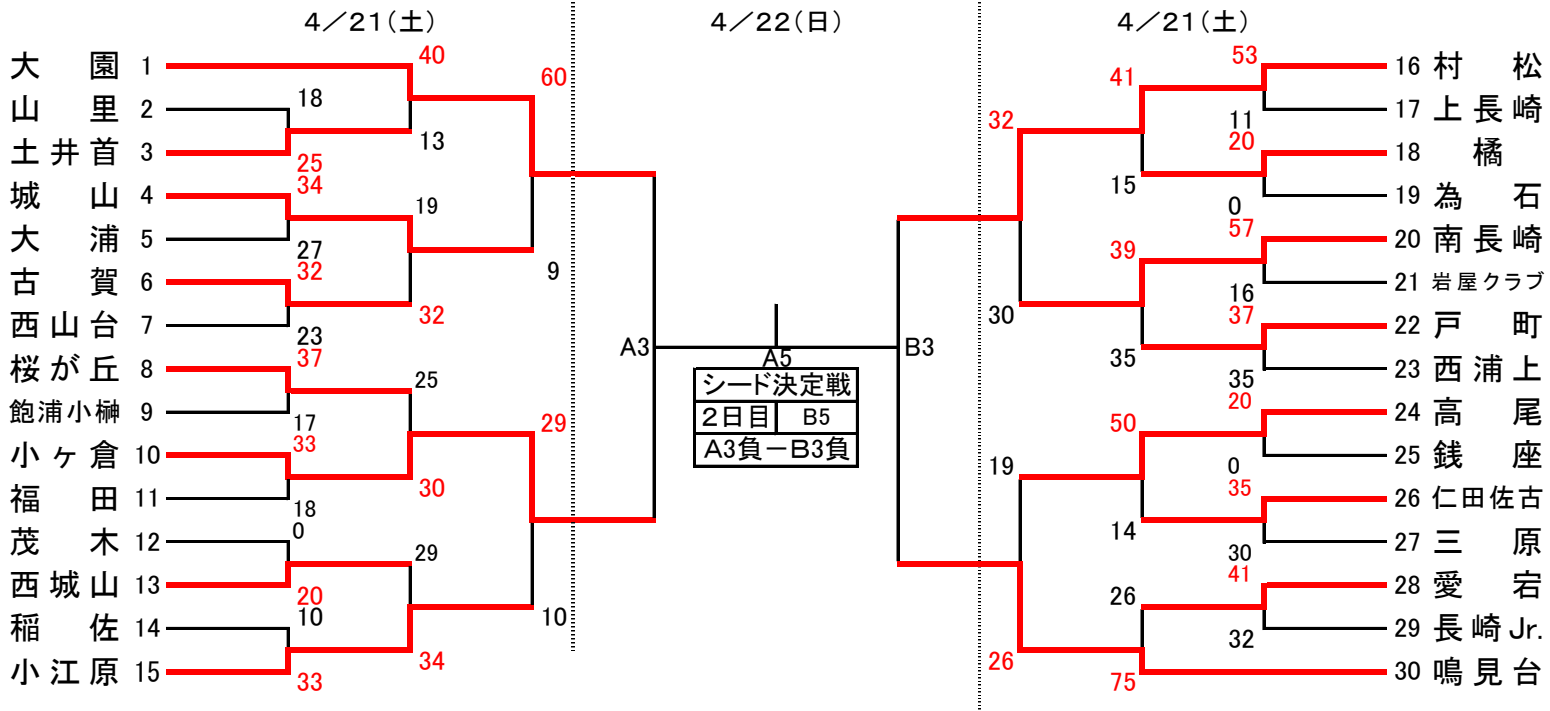 4／21(土)
4／22(日)
4／21(土)
大園 1
山里 2
土井首 3
城山 4
大浦 5
古賀 6
西山台 7
桜が丘 8
飽浦小榊 9
小ヶ倉 10
福田 11
茂木 12
西城山 13
稲佐 14
小江原 15
18
25
34
27
32
23
37
17
33
18
0
20
10
33
40
13
19
32
25
30
29
34
60
9
29
10
A3
A5
B3
シード決定戦
2日目 B5
A3負－B3負
32
30
19
26
41
15
39
35
50
14
26
75
53
11
20
0
57
16
37
35
20
0
35
30
41
32
16 村松
17 上長崎
18 橘
19 為石
20 南長崎
21 岩屋クラブ
22 戸町
23 西浦上
24 高尾
25 銭座
26 仁田佐古
27 三原
28 愛宕
29 長崎Jr.
30 鳴見台